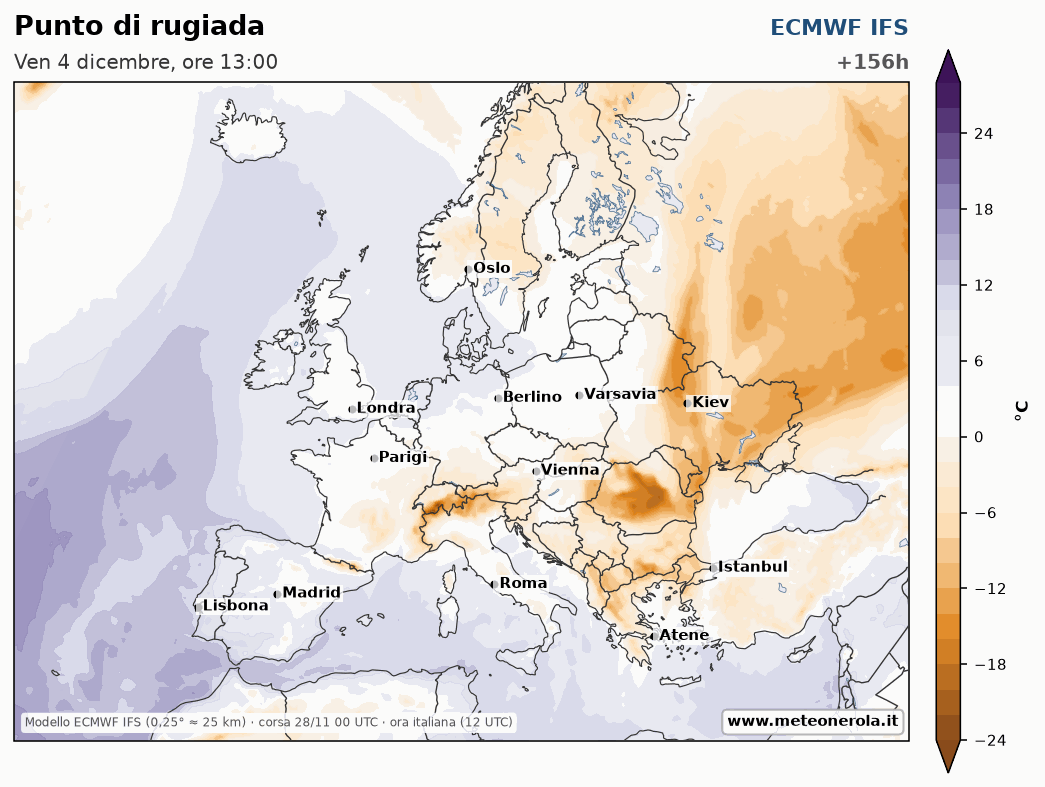 Punto di rugiada
ECMWF IFS
Ven 4 dicembre, ore 13:00
+156h
24
18
12
6
0
−6
−12
−18
−24
°C
Oslo
Berlino
Varsavia
Kiev
Londra
Parigi
Vienna
Istanbul
Roma
Madrid
Lisbona
Atene
Modello ECMWF IFS (0,25° ≈ 25 km) · corsa 28/11 00 UTC · ora italiana (12 UTC)
www.meteonerola.it